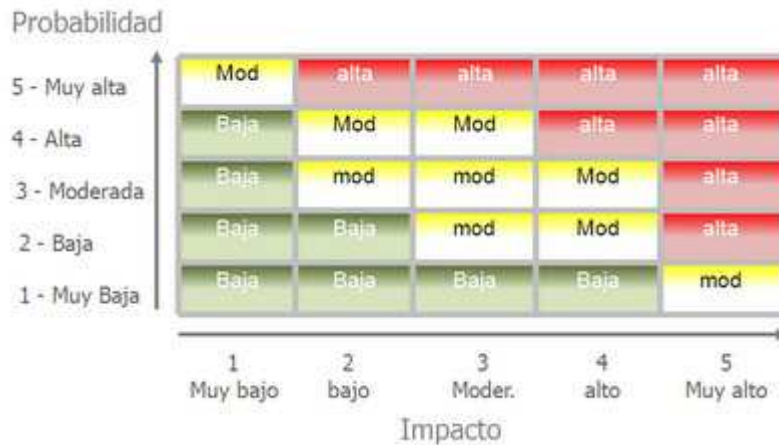 Probabilidad
5 - Muy alta Mod alta alta alta alta
4 - Alta Baja Mod Mod alta alta
3 - Moderada Baja mod mod Mod alta
2 - Baja Baja Baja mod Mod alta
1 - Muy Baja Baja Baja Baja Baja mod
1 2 3 4 5
Muy bajo bajo Moder. alto Muy alto
Impacto